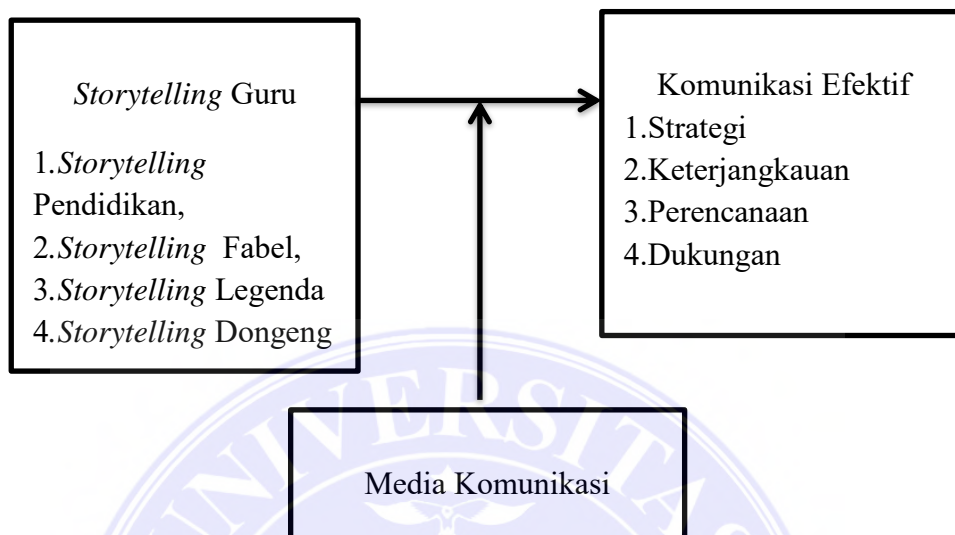 Storytelling Guru
1.Storytelling
Pendidikan,
2.Storytelling Fabel,
3.Storytelling Legenda
4.Storytelling Dongeng
Komunikasi Efektif
1.Strategi
2.Keterjangkauan
3.Perencanaan
4.Dukungan
Media Komunikasi
UNIVERSITAS